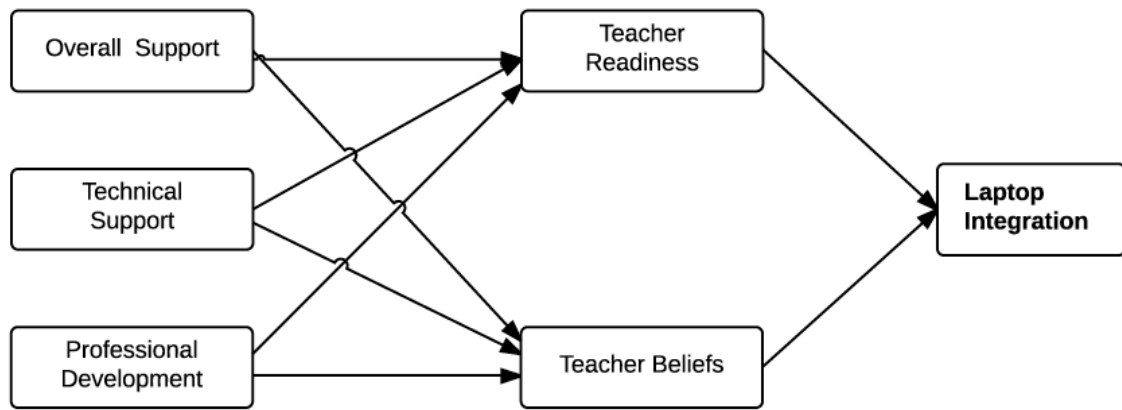 Overall Support
Teacher
Readiness
Technical
Support
Laptop
Integration
Professional
Development
Teacher Beliefs